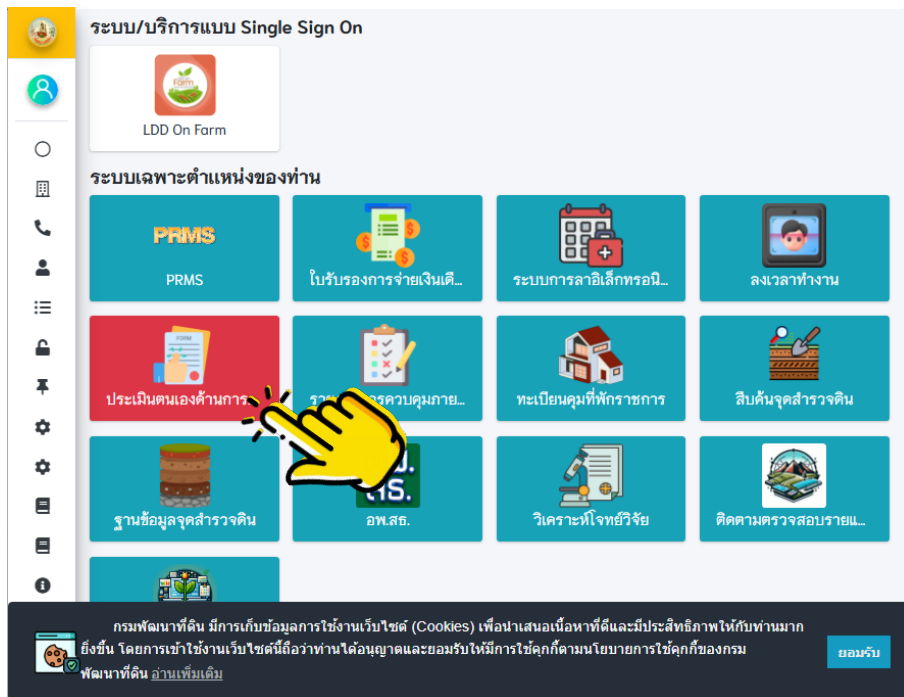 ระบบ/บริการแบบ Single Sign On
Farm
LDD On Farm
ระบบเฉพาะตำแหน่งของท่าน
PRMS
PRMS
ใบรับรองการจ่ายเงินเดื...
ระบบการลาอิเล็กทรอนิ...
ลงเวลาทำงาน
FORM
ประเมินตนเองด้านการ
ควบคุมภาย...
ทะเบียนคุมที่พักราชการ
สืบค้นจุดสำรวจดิน
ฐานข้อมูลจุดสำรวจดิน
อพ.สธ.
วิเคราะห์โจทย์วิจัย
ติดตามตรวจสอบรายแ...
กรมพัฒนาที่ดิน มีการเก็บข้อมูลการใช้งานเว็บไซต์ (Cookies) เพื่อนำเสนอเนื้อหาที่ดีและมีประสิทธิภาพให้กับท่านมาก
ยิ่งขึ้น โดยการเข้าใช้งานเว็บไซต์นี้ถือว่าท่านได้อนุญาตและยอมรับให้มีการใช้คุกกี้ตามนโยบายการใช้คุกกี้ของกรม
พัฒนาที่ดิน อ่านเพิ่มเติม
ยอมรับ